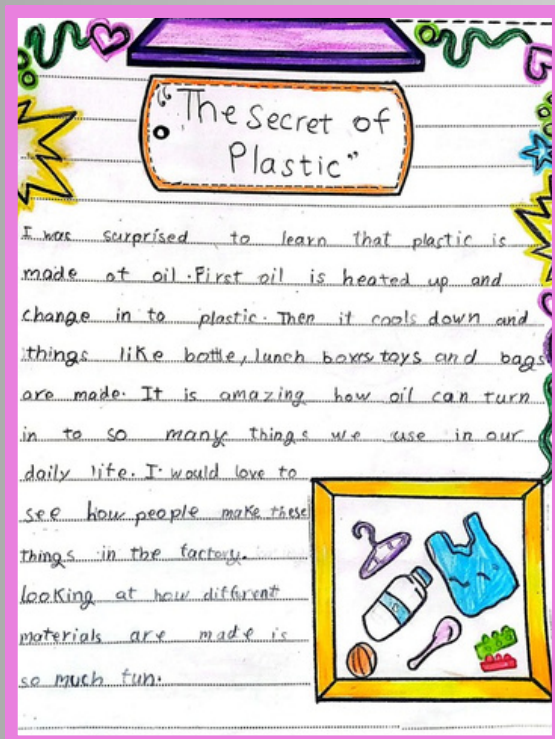 "The secret of
Plastic"
I was surprised to learn that plastic is
made of oil. First oil is heated up and
change in to plastic. Then it cools down and
things like bottle, lunch boxes toys and bags
are made. It is amazing how oil can turn
in to so many things we use in our
daily life. I would love to
see how people make these
things in the factory.
looking at how different
materials are made is
so much fun.